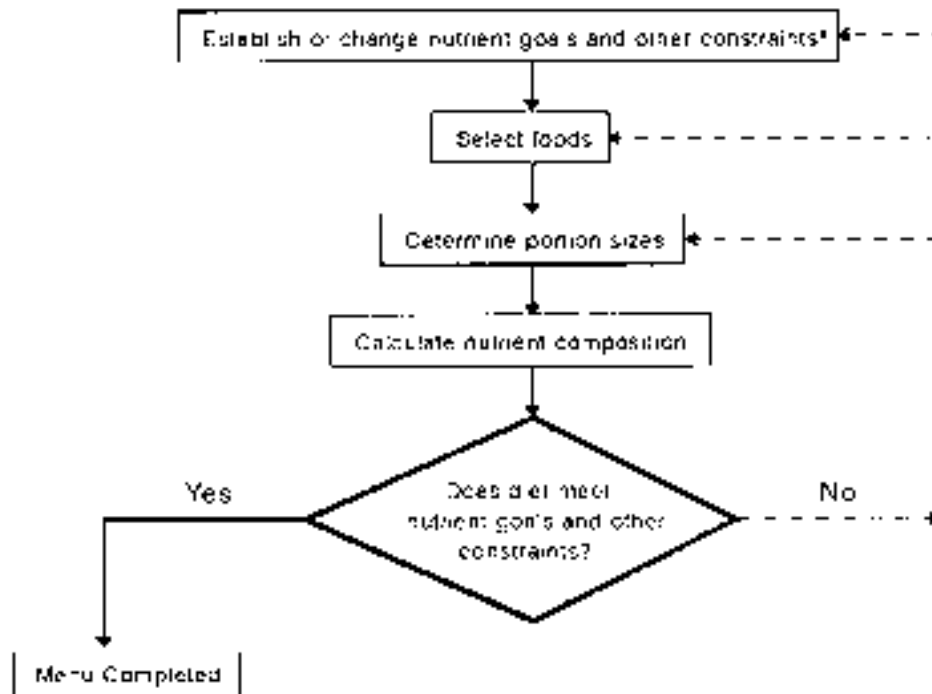 Establish or change nutrient goals and other constraints*
Select foods
Determine portion sizes
Calculate nutrient composition
Does diet meet
nutrient goals and other
constraints?
Yes
No
Menu Completed